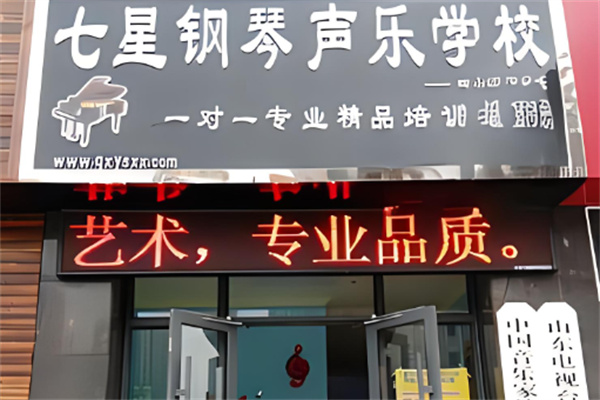 七星钢琴声乐学校
一对一专业精品培训
www.qxysxx.com
艺术，专业品质。
山东电视台
中国音乐家